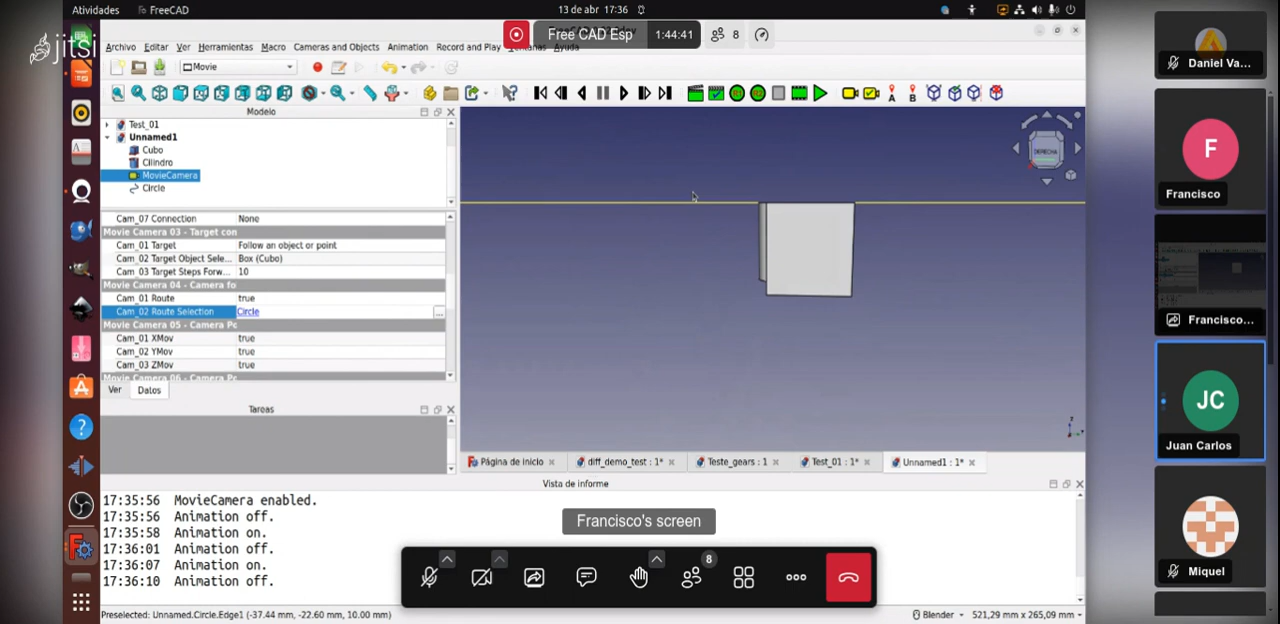 Atividades
FreeCAD
13 de abr 17:36
jitsi
Free CAD Esp
1:44:41
8
Archivo Editar Ver Herramientas Macro Cameras and Objects Animation Record and Play Ayuda
Movie
A B
Modelo
Test_01
Unnamed1
Cubo
Cilindro
MovieCamera
Circle
DERECHA
Cam_07 Connection None
Movie Camera 03 - Target con
Cam_01 Target Follow an object or point
Cam_02 Target Object Sele... Box (Cubo)
Cam_03 Target Steps Forw... 10
Movie Camera 04 - Camera fo
Cam_01 Route true
Cam_02 Route Selection Circle ...
Movie Camera 05 - Camera Po
Cam_01 XMov true
Cam_02 YMov true
Cam_03 ZMov true
Movie Camera 06 - Camera Po
Ver Datos
Tareas
Página de inicio
diff_demo_test : 1*
Teste_gears : 1
Test_01 : 1*
Unnamed1 : 1*
Vista de informe
17:35:56 MovieCamera enabled.
17:35:56 Animation off.
17:35:58 Animation on.
17:36:01 Animation off.
17:36:07 Animation on.
17:36:10 Animation off.
Francisco's screen
8
Preselected: Unnamed.Circle.Edge1 (-37.44 mm, -22.60 mm, 10.00 mm)
Blender
521,29 mm x 265,09 mm
Daniel Va...
F
Francisco
Francisco...
JC
Juan Carlos
Miquel